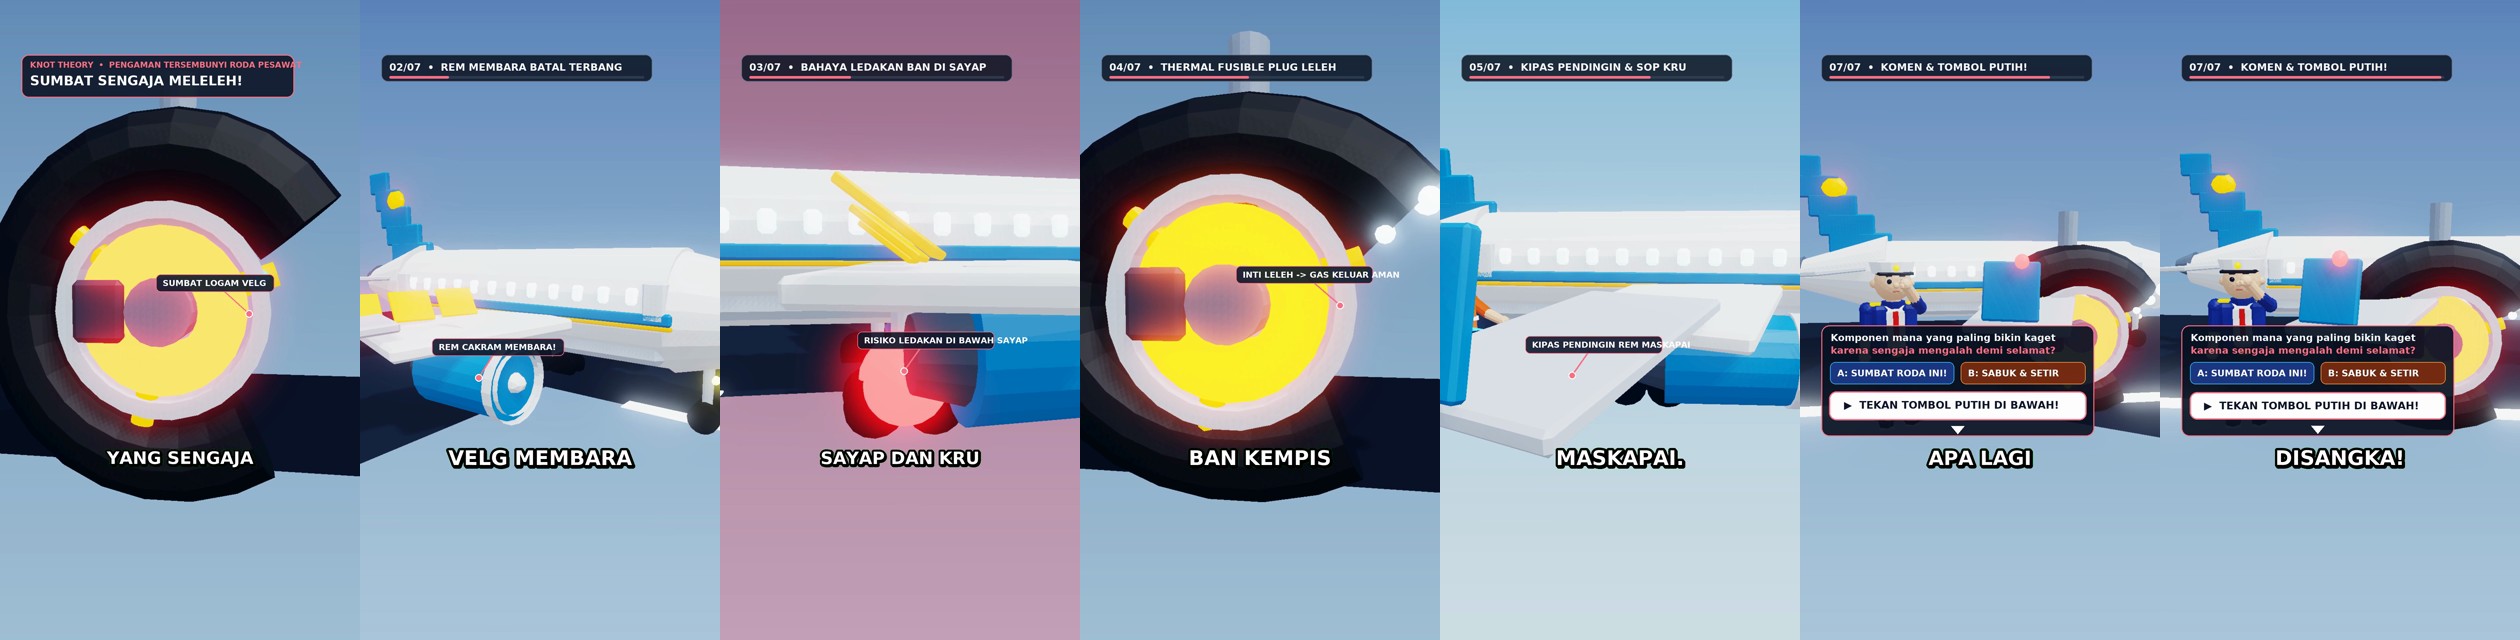 KNOT THEORY • PENGAMAN TERSEMBUNYI RODA PESAWAT
SUMBAT SENGAJA MELELEH!
SUMBAT LOGAM VELG
YANG SENGAJA
02/07 • REM MEMBARA BATAL TERBANG
REM CAKRAM MEMBARA!
VELG MEMBARA
03/07 • BAHAYA LEDAKAN BAN DI SAYAP
RISIKO LEDAKAN DI BAWAH SAYAP
SAYAP DAN KRU
04/07 • THERMAL FUSIBLE PLUG LELEH
INTI LELEH -> GAS KELUAR AMAN
BAN KEMPIS
05/07 • KIPAS PENDINGIN & SOP KRU
KIPAS PENDINGIN REM MASKAPAI
MASKAPAI.
07/07 • KOMEN & TOMBOL PUTIH!
Komponen mana yang paling bikin kaget
karena sengaja mengalah demi selamat?
A: SUMBAT RODA INI! B: SABUK & SETIR
▶ TEKAN TOMBOL PUTIH DI BAWAH!
APA LAGI
07/07 • KOMEN & TOMBOL PUTIH!
Komponen mana yang paling bikin kaget
karena sengaja mengalah demi selamat?
A: SUMBAT RODA INI! B: SABUK & SETIR
▶ TEKAN TOMBOL PUTIH DI BAWAH!
DISANGKA!